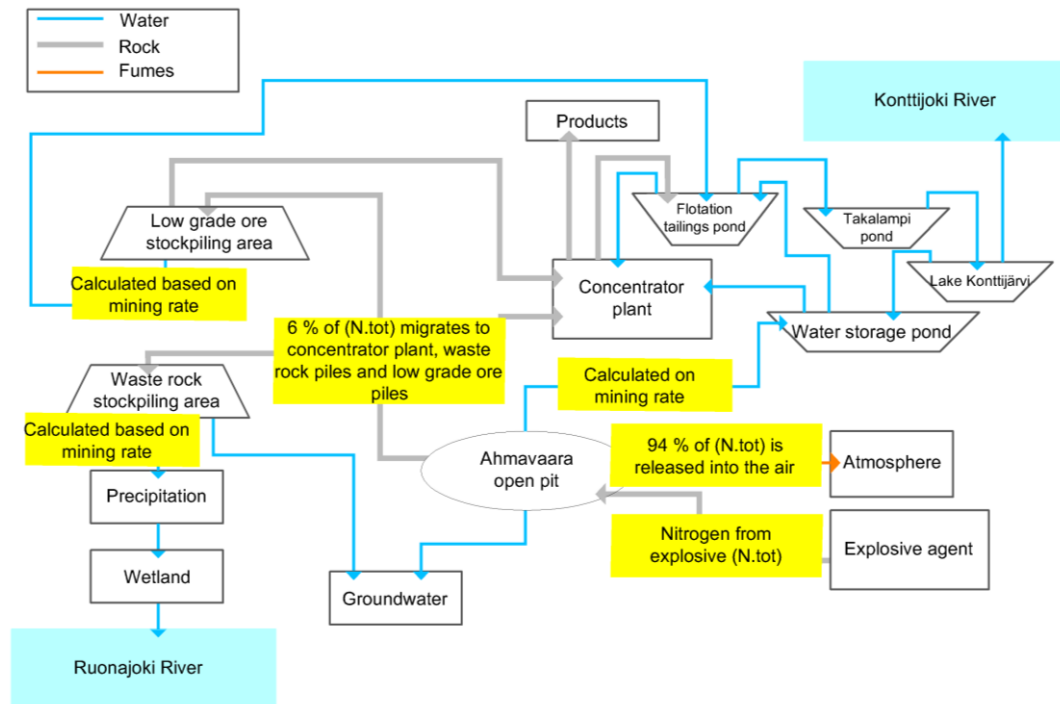 Water
Rock
Fumes
Konttijoki River
Products
Low grade ore
stockpiling area
Flotation
tailings pond
Takalampi
pond
Lake Konttijärvi
Calculated based on
mining rate
Concentrator
plant
Water storage pond
6 % of (N.tot) migrates to
concentrator plant, waste
rock piles and low grade ore
piles
Waste rock
stockpiling area
Calculated on
mining rate
Calculated based on
mining rate
Ahmavaara
open pit
94 % of (N.tot) is
released into the air
Atmosphere
Precipitation
Nitrogen from
explosive (N.tot)
Explosive agent
Wetland
Groundwater
Ruonajoki River